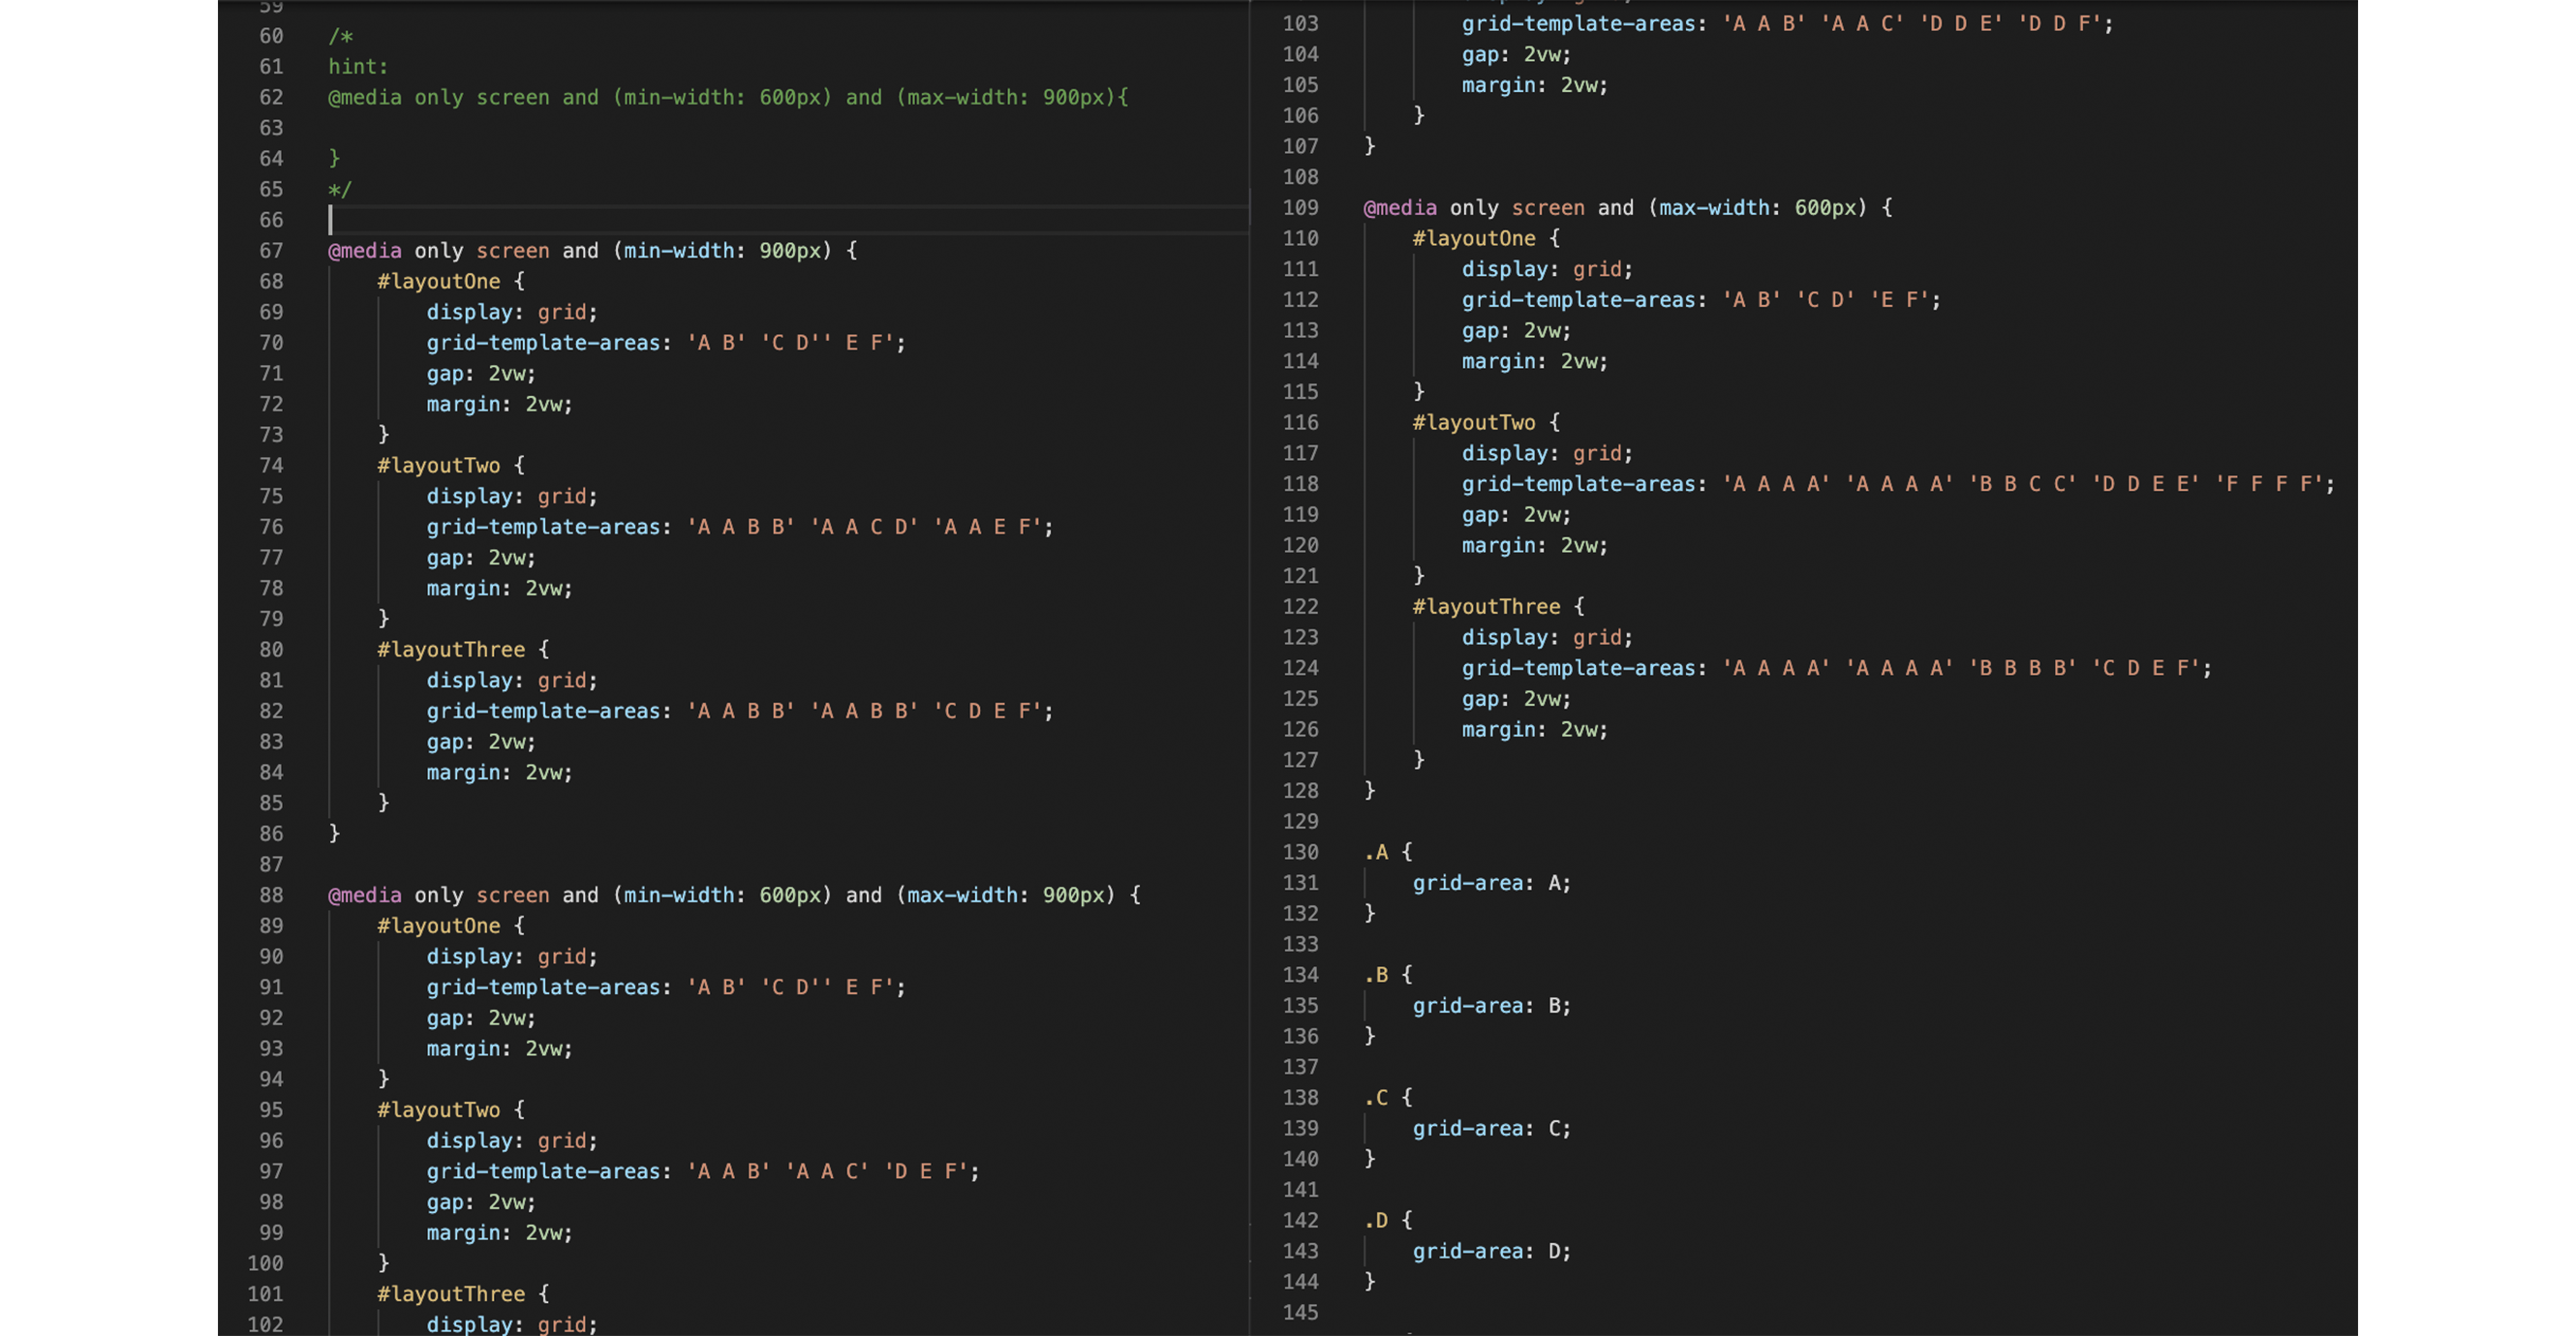 59
60 /*
61 hint:
62 @media only screen and (min-width: 600px) and (max-width: 900px){
63
64 }
65 */
66
67 @media only screen and (min-width: 900px) {
68 #layoutOne {
69 display: grid;
70 grid-template-areas: 'A B' 'C D'' E F';
71 gap: 2vw;
72 margin: 2vw;
73 }
74 #layoutTwo {
75 display: grid;
76 grid-template-areas: 'A A B B' 'A A C D' 'A A E F';
77 gap: 2vw;
78 margin: 2vw;
79 }
80 #layoutThree {
81 display: grid;
82 grid-template-areas: 'A A B B' 'A A B B' 'C D E F';
83 gap: 2vw;
84 margin: 2vw;
85 }
86 }
87
88 @media only screen and (min-width: 600px) and (max-width: 900px) {
89 #layoutOne {
90 display: grid;
91 grid-template-areas: 'A B' 'C D'' E F';
92 gap: 2vw;
93 margin: 2vw;
94 }
95 #layoutTwo {
96 display: grid;
97 grid-template-areas: 'A A B' 'A A C' 'D E F';
98 gap: 2vw;
99 margin: 2vw;
100 }
101 #layoutThree {
102 display: grid;
103 grid-template-areas: 'A A B' 'A A C' 'D D E' 'D D F';
104 gap: 2vw;
105 margin: 2vw;
106 }
107 }
108
109 @media only screen and (max-width: 600px) {
110 #layoutOne {
111 display: grid;
112 grid-template-areas: 'A B' 'C D' 'E F';
113 gap: 2vw;
114 margin: 2vw;
115 }
116 #layoutTwo {
117 display: grid;
118 grid-template-areas: 'A A A A' 'A A A A' 'B B C C' 'D D E E' 'F F F F';
119 gap: 2vw;
120 margin: 2vw;
121 }
122 #layoutThree {
123 display: grid;
124 grid-template-areas: 'A A A A' 'A A A A' 'B B B B' 'C D E F';
125 gap: 2vw;
126 margin: 2vw;
127 }
128 }
129
130 .A {
131 grid-area: A;
132 }
133
134 .B {
135 grid-area: B;
136 }
137
138 .C {
139 grid-area: C;
140 }
141
142 .D {
143 grid-area: D;
144 }
145